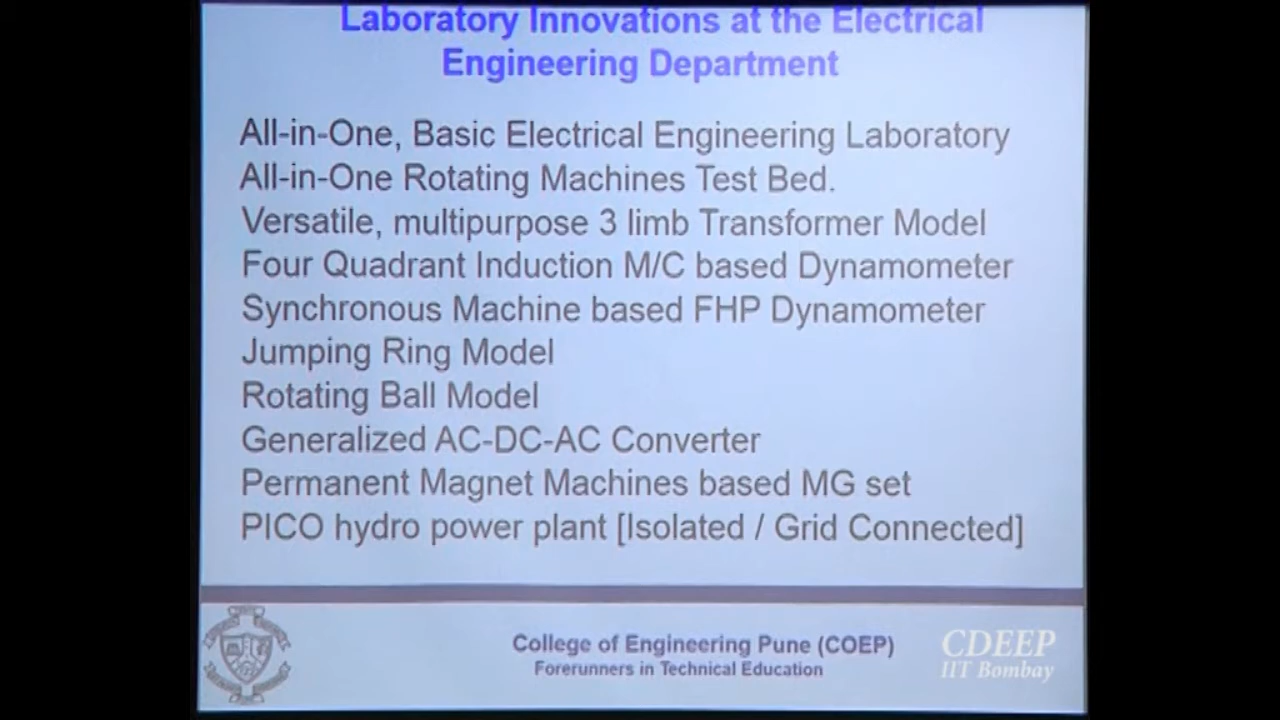 Laboratory Innovations at the Electrical
Engineering Department
All-in-One, Basic Electrical Engineering Laboratory
All-in-One Rotating Machines Test Bed.
Versatile, multipurpose 3 limb Transformer Model
Four Quadrant Induction M/C based Dynamometer
Synchronous Machine based FHP Dynamometer
Jumping Ring Model
Rotating Ball Model
Generalized AC-DC-AC Converter
Permanent Magnet Machines based MG set
PICO hydro power plant [Isolated / Grid Connected]
College of Engineering Pune (COEP)
Forerunners in Technical Education
CDEEP
IIT Bombay